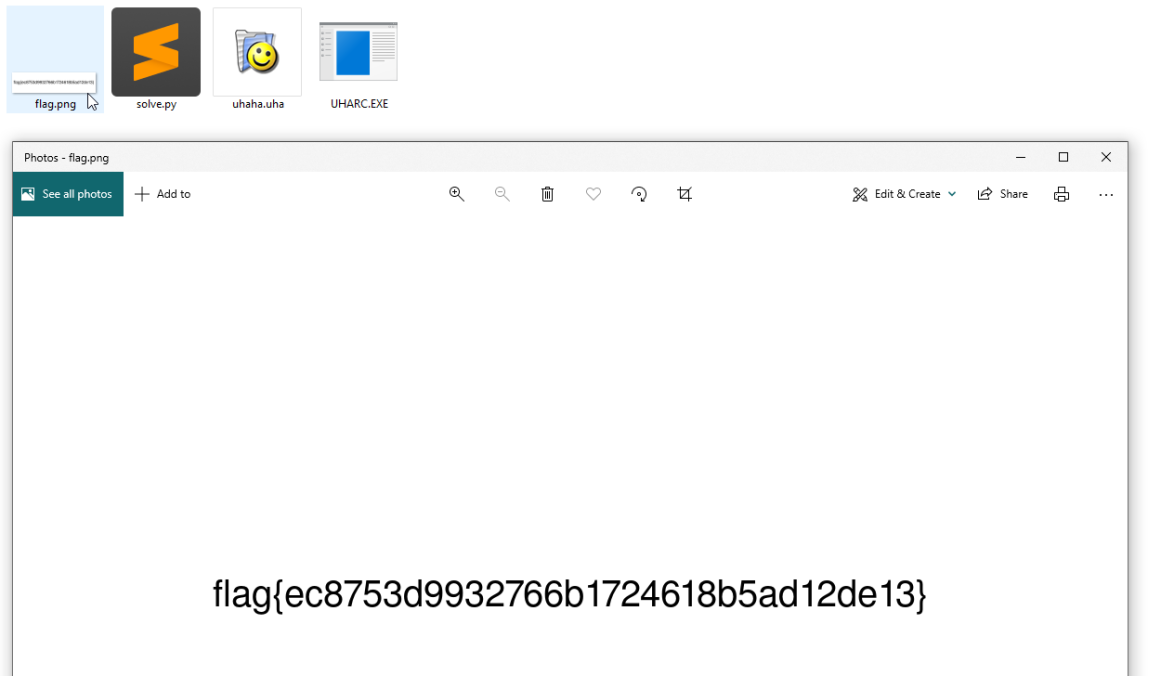 flag.png solve.py uhaha.uha UHARC.EXE
Photos - flag.png
See all photos Add to Edit & Create Share
flag{ec8753d9932766b1724618b5ad12de13}